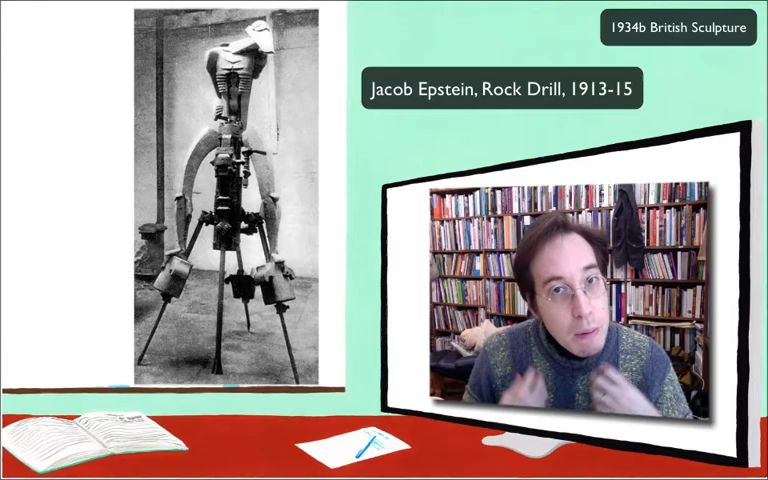 1934b British Sculpture
Jacob Epstein, Rock Drill, 1913-15